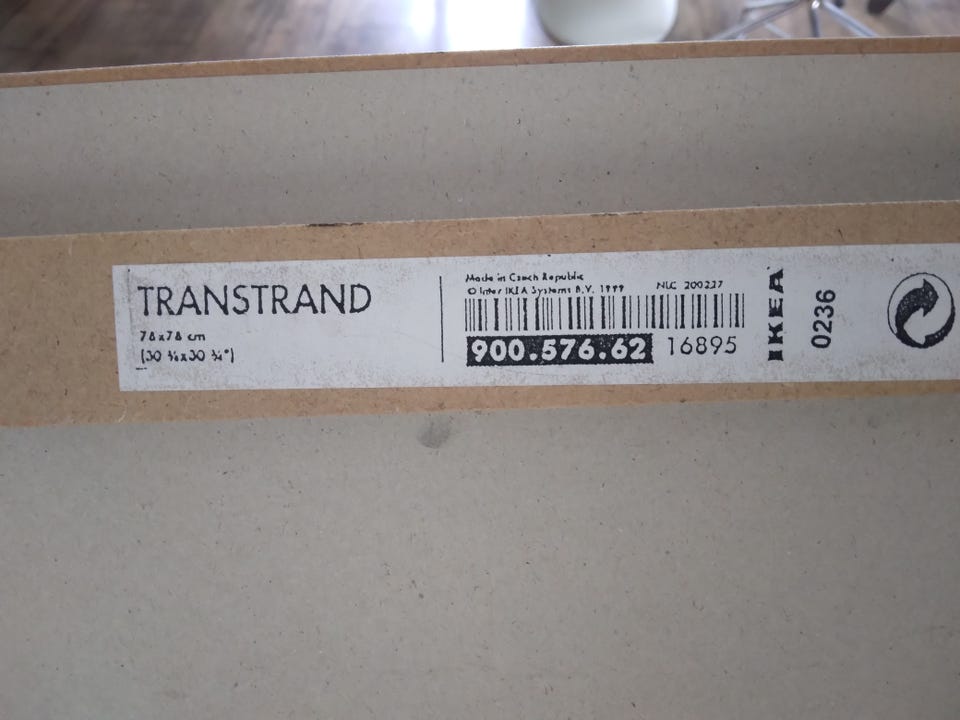 TRANSTRAND
78x78 cm
(30 ¾x30 ¾")
Made in Czech Republic
© Inter IKEA Systems B.V. 1999
NLC
900.576.62 16895
IKEA
0236